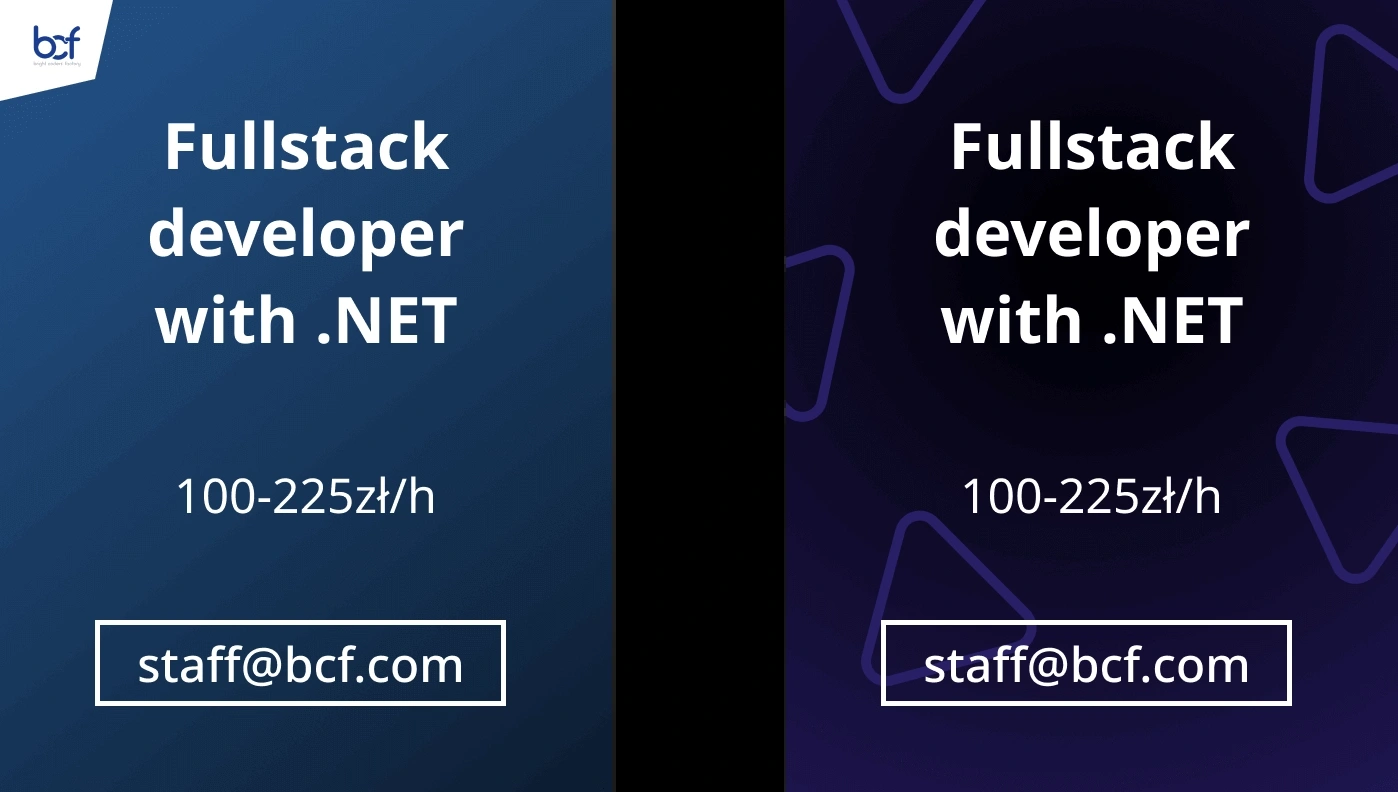 bcf
Fullstack
developer
with .NET
100-225zł/h
staff@bcf.com
Fullstack
developer
with .NET
100-225zł/h
staff@bcf.com